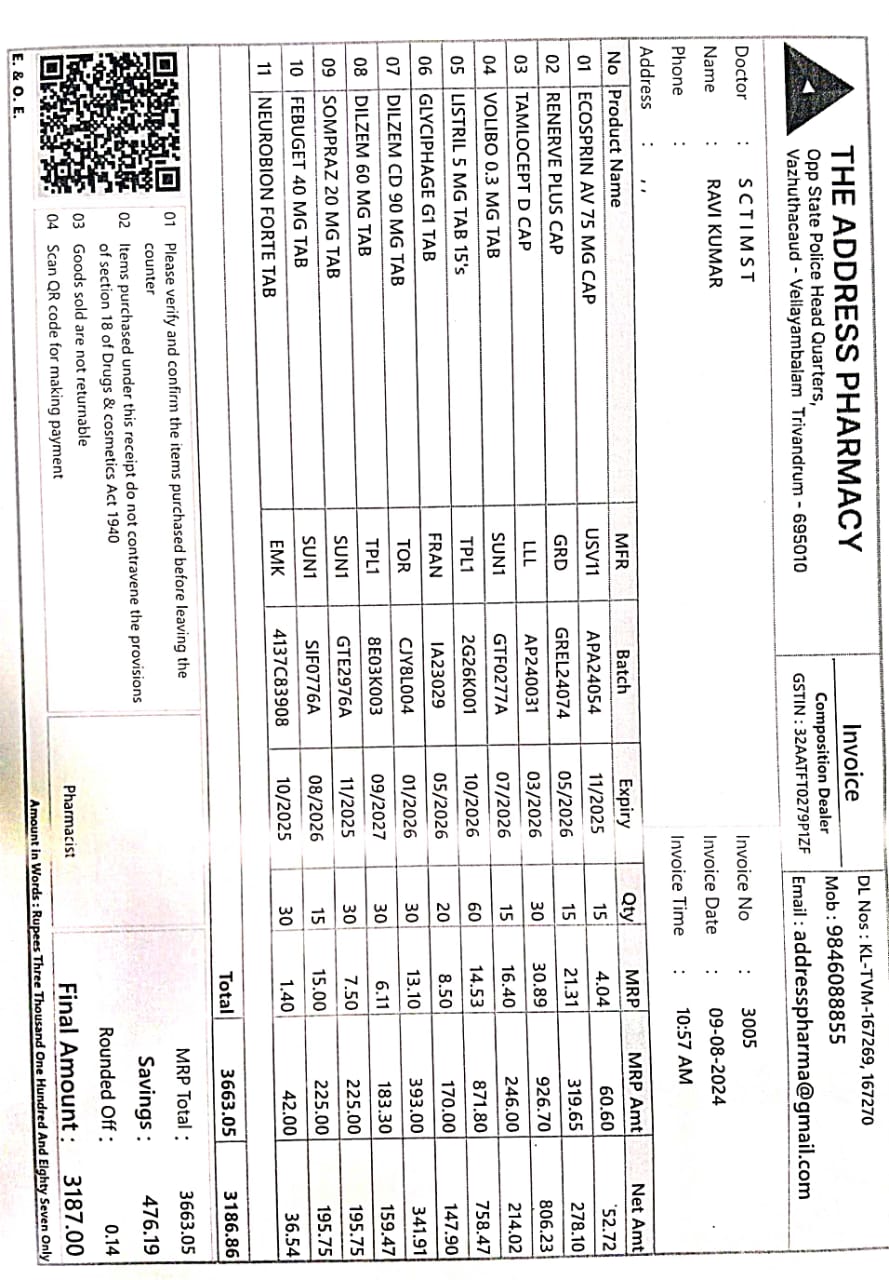 THE ADDRESS PHARMACY
Opp State Police Head Quarters,
Vazhuthacaud - Vellayambalam Trivandrum - 695010
Invoice
Composition Dealer
GSTIN : 32AATFT0279P1ZF
DL Nos : KL-TVM-167269, 167270
Mob : 9846088855
Email : addresspharma@gmail.com
Doctor : S C T I M S T
Name : RAVI KUMAR
Phone :
Address : , ,
Invoice No : 3005
Invoice Date : 09-08-2024
Invoice Time : 10:57 AM
No Product Name MFR Batch Expiry Qty MRP MRP Amt Net Amt
01 ECOSPRIN AV 75 MG CAP USV11 APA24054 11/2025 15 4.04 60.60 52.72
02 RENERVE PLUS CAP GRD GREL24074 05/2026 15 21.31 319.65 278.10
03 TAMLOCEPT D CAP LLL AP240031 03/2026 30 30.89 926.70 806.23
04 VOLIBO 0.3 MG TAB SUN1 GTF0277A 07/2026 15 16.40 246.00 214.02
05 LISTRIL 5 MG TAB 15's TPL1 2G26K001 10/2026 60 14.53 871.80 758.47
06 GLYCIPHAGE G1 TAB FRAN IA23029 05/2026 20 8.50 170.00 147.90
07 DILZEM CD 90 MG TAB TOR CJY8L004 01/2026 30 13.10 393.00 341.91
08 DILZEM 60 MG TAB TPL1 8E03K003 09/2027 30 6.11 183.30 159.47
09 SOMPRAZ 20 MG TAB SUN1 GTE2976A 11/2025 30 7.50 225.00 195.75
10 FEBUGET 40 MG TAB SUN1 SIF0776A 08/2026 15 15.00 225.00 195.75
11 NEUROBION FORTE TAB EMK 4137C83908 10/2025 30 1.40 42.00 36.54
Total 3663.05 3186.86
01 Please verify and confirm the items purchased before leaving the
counter
02 Items purchased under this receipt do not contravene the provisions
of section 18 of Drugs & cosmetics Act 1940
03 Goods sold are not returnable
04 Scan QR code for making payment
Pharmacist
MRP Total : 3663.05
Savings : 476.19
Rounded Off : 0.14
Final Amount : 3187.00
Amount in Words : Rupees Three Thousand One Hundred And Eighty Seven Only
E. & O. E.